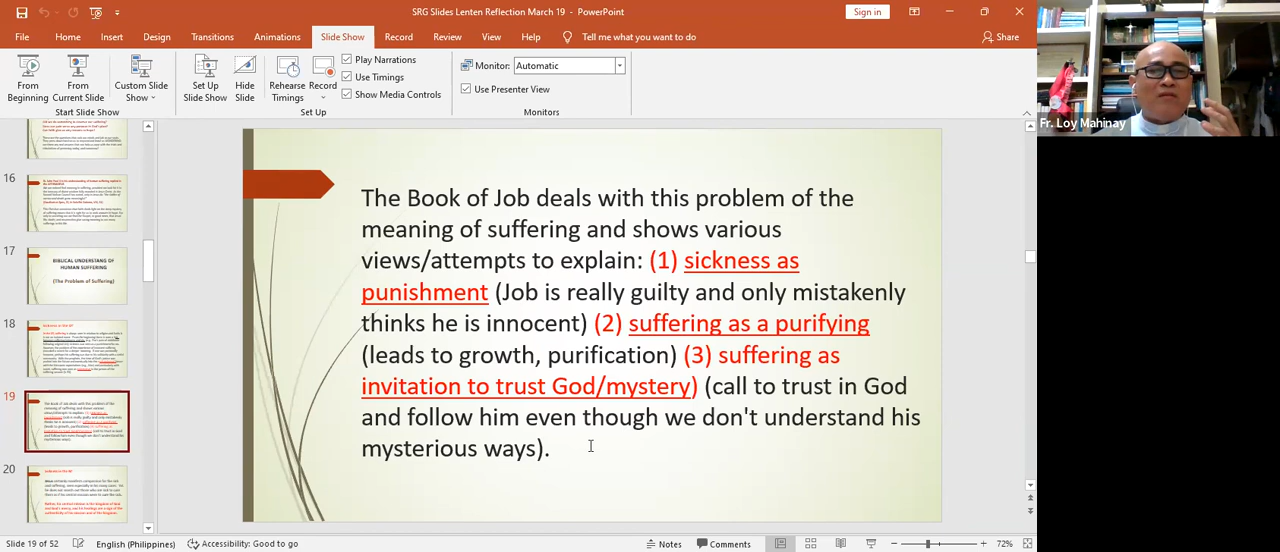 SRG Slides Lenten Reflection March 19 - PowerPoint
Sign in
File Home Insert Design Transitions Animations Slide Show Record Review View Help Tell me what you want to do
Share
From Beginning
From Current Slide
Custom Slide Show
Start Slide Show
Set Up Slide Show
Hide Slide
Rehearse Timings
Record
Play Narrations
Use Timings
Show Media Controls
Set Up
Monitor: Automatic
Use Presenter View
Monitors
Fr. Loy Mahinay
16
17
BIBLICAL UNDERSTANG OF
HUMAN SUFFERING
(The Problem of Suffering)
18
19
20
The Book of Job deals with this problem of the
meaning of suffering and shows various
views/attempts to explain: (1) sickness as
punishment (Job is really guilty and only mistakenly
thinks he is innocent) (2) suffering as a purifying
(leads to growth, purification) (3) suffering as
invitation to trust God/mystery) (call to trust in God
and follow him even though we don't understand his
mysterious ways).
Slide 19 of 52 English (Philippines) Accessibility: Good to go Notes Comments 72%